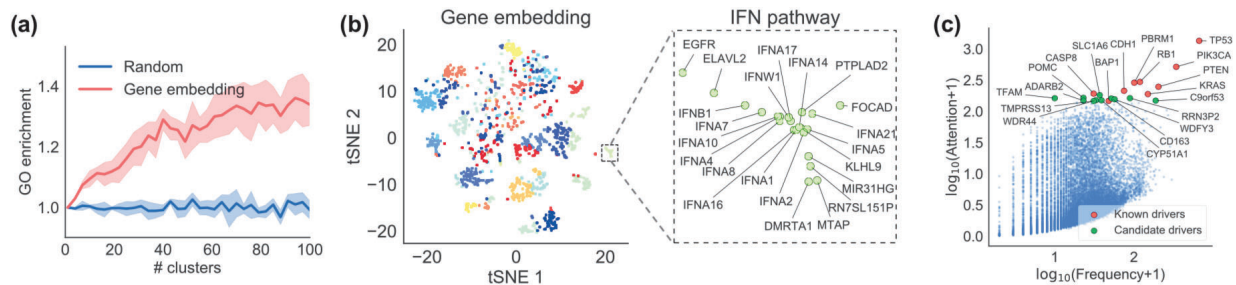 (a)
GO enrichment
1.4
1.2
1.0
Random
Gene embedding
0
20
40
60
80
100
# clusters
(b)
Gene embedding
tSNE 2
20
10
0
−10
−20
−20
0
20
tSNE 1
IFN pathway
EGFR
ELAVL2
IFNA17
IFNA14
IFNW1
PTPLAD2
IFNB1
FOCAD
IFNA7
IFNA10
IFNA21
IFNA4
IFNA5
IFNA8
KLHL9
IFNA1
MIR31HG
IFNA16
IFNA2
RN7SL151P
DMRTA1
MTAP
(c)
log10(Attention+1)
3.0
2.5
2.0
1.5
1.0
0.5
0.0
PBRM1
TP53
SLC1A6
CDH1
RB1
PIK3CA
CASP8
BAP1
PTEN
POMC
KRAS
ADARB2
TFAM
C9orf53
TMPRSS13
RRN3P2
WDR44
WDFY3
CD163
CYP51A1
Known drivers
Candidate drivers
1
2
log10(Frequency+1)